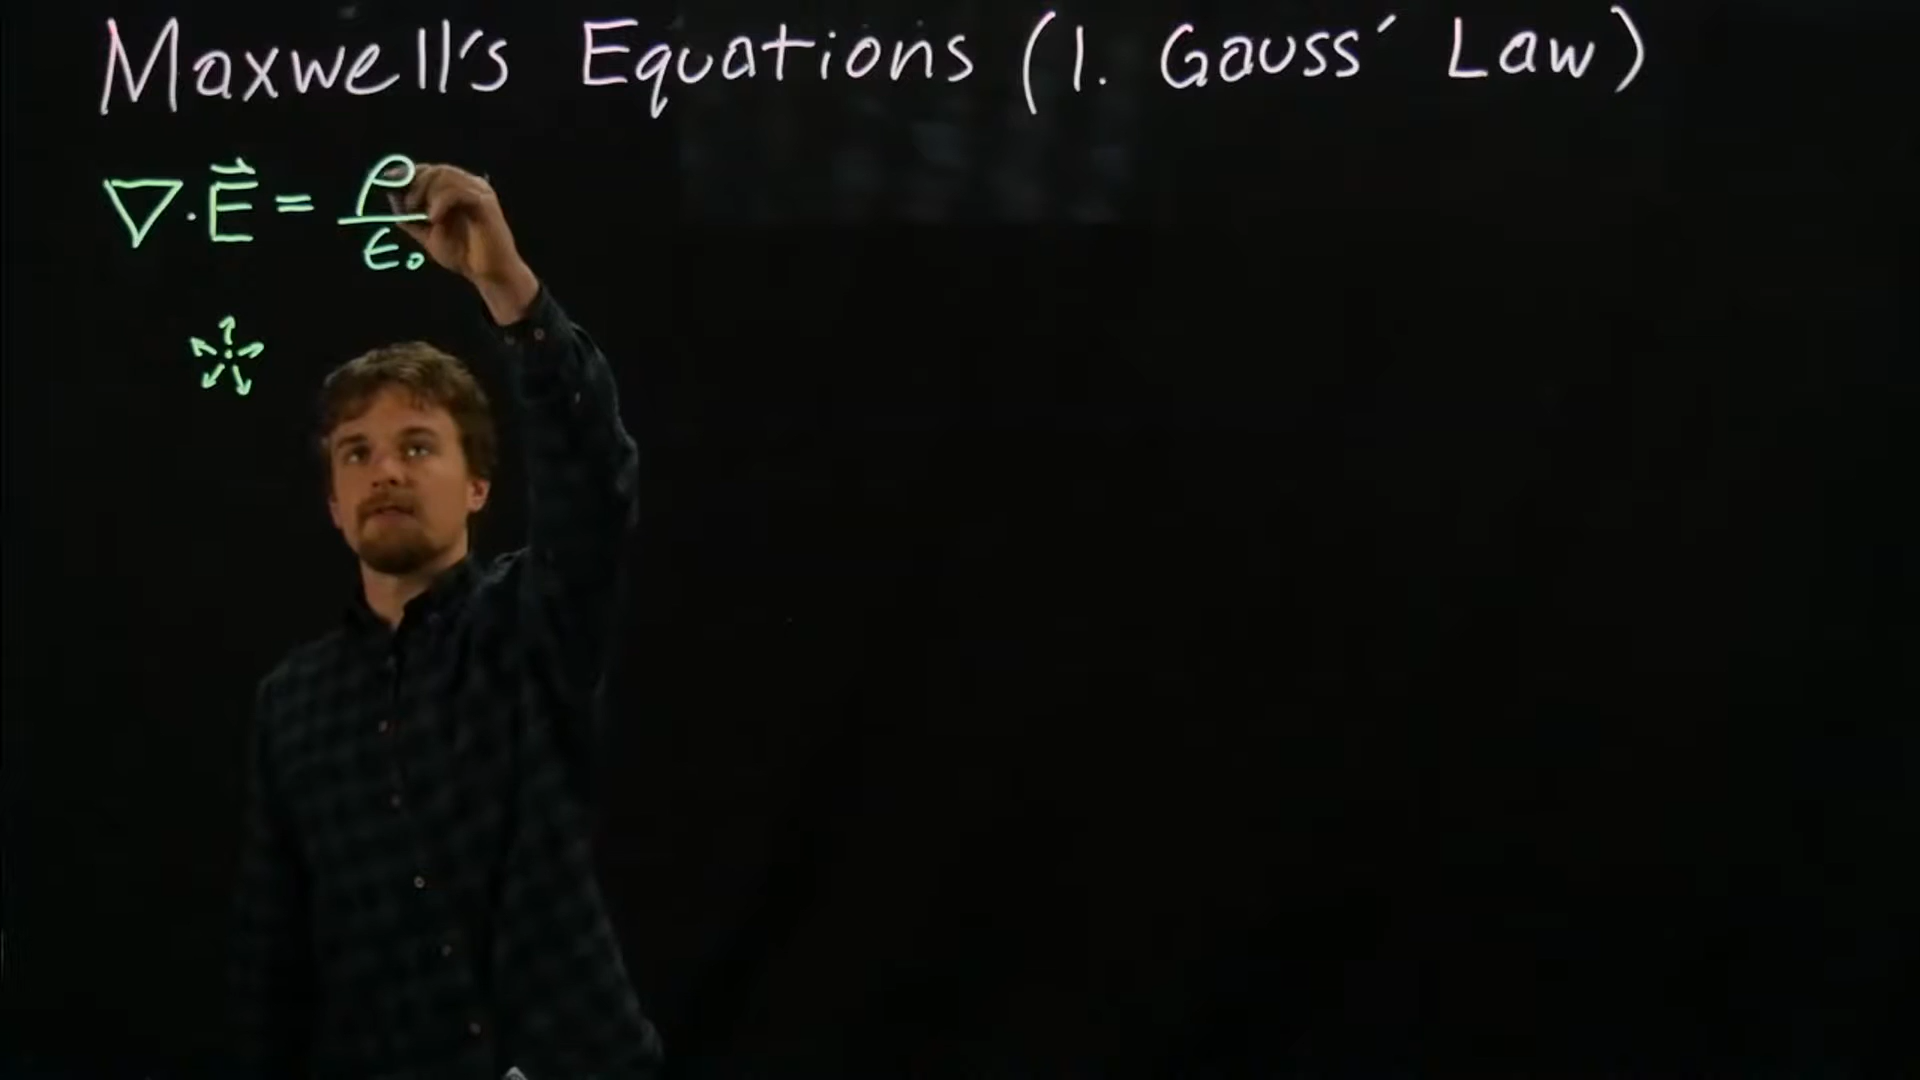 Maxwell's Equations (1. Gauss' Law)
∇·E⃗ = ρ/ϵ₀